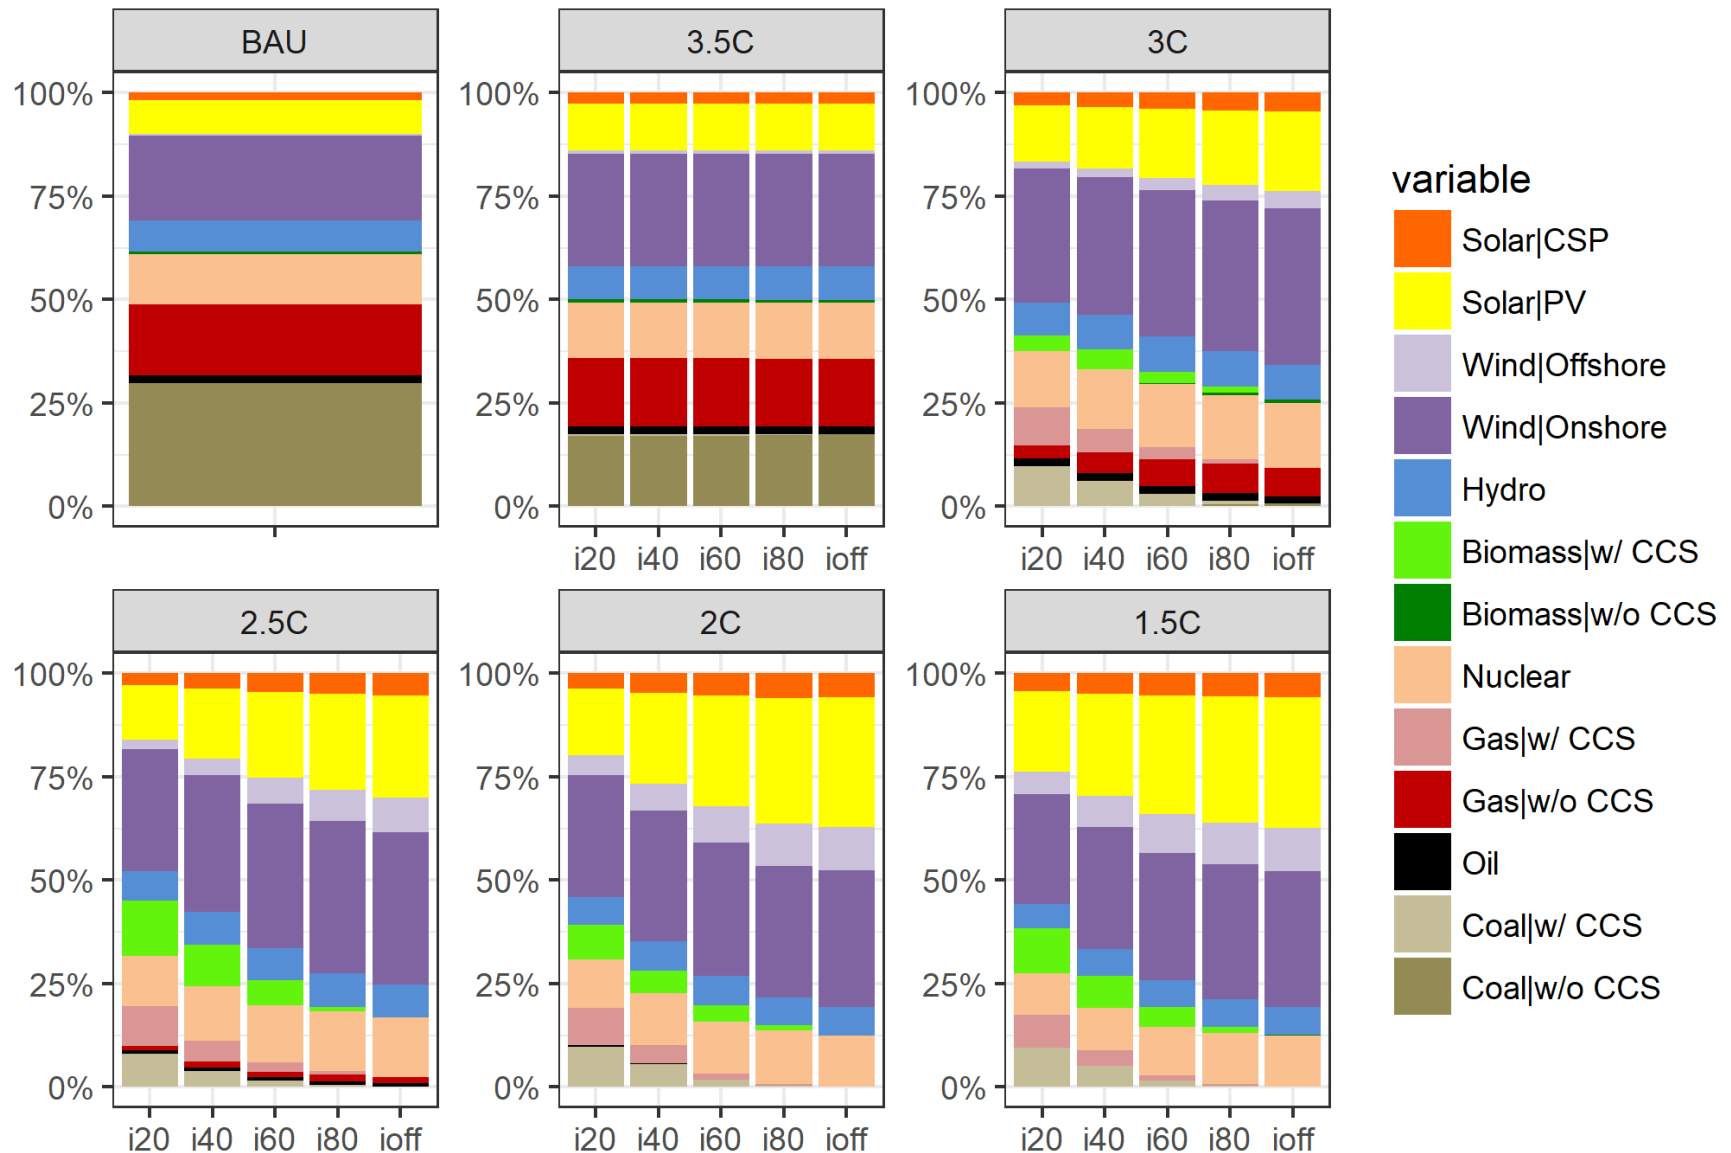 BAU
3.5C
3C
100%
75%
50%
25%
0%
100%
75%
50%
25%
0%
i20 i40 i60 i80 ioff
100%
75%
50%
25%
0%
i20 i40 i60 i80 ioff
2.5C
2C
1.5C
100%
75%
50%
25%
0%
i20 i40 i60 i80 ioff
100%
75%
50%
25%
0%
i20 i40 i60 i80 ioff
100%
75%
50%
25%
0%
i20 i40 i60 i80 ioff
variable
Solar|CSP
Solar|PV
Wind|Offshore
Wind|Onshore
Hydro
Biomass|w/ CCS
Biomass|w/o CCS
Nuclear
Gas|w/ CCS
Gas|w/o CCS
Oil
Coal|w/ CCS
Coal|w/o CCS